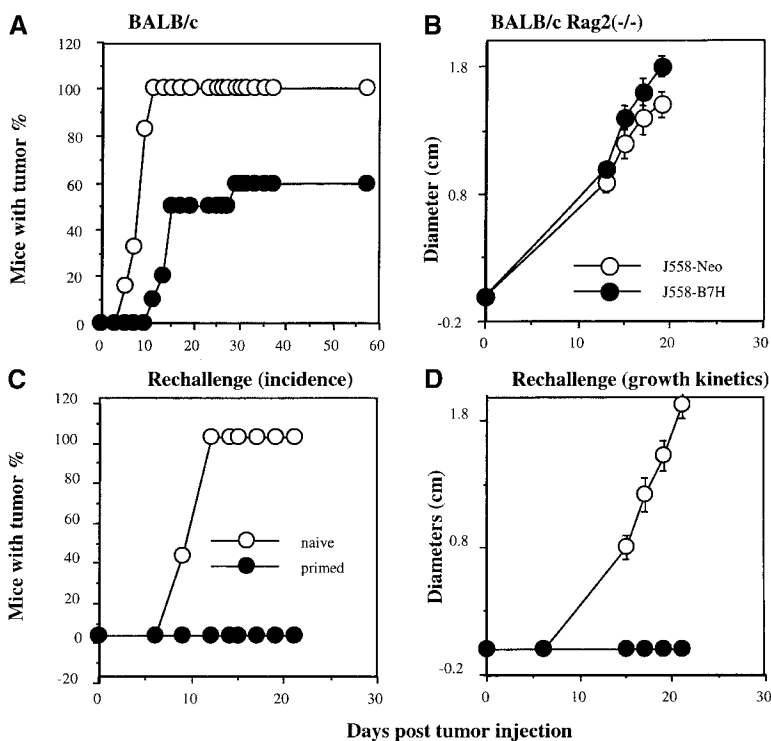 A BALB/c
Mice with tumor %
120
100
80
60
40
20
0
0 10 20 30 40 50 60
B BALB/c Rag2(-/-)
Diameter (cm)
1.8
0.8
-0.2
J558-Neo
J558-B7H
0 10 20 30
C Rechallenge (incidence)
Mice with tumor %
120
100
80
60
40
20
0
-20
naive
primed
0 10 20 30
D Rechallenge (growth kinetics)
Diameters (cm)
1.8
0.8
-0.2
0 10 20 30
Days post tumor injection